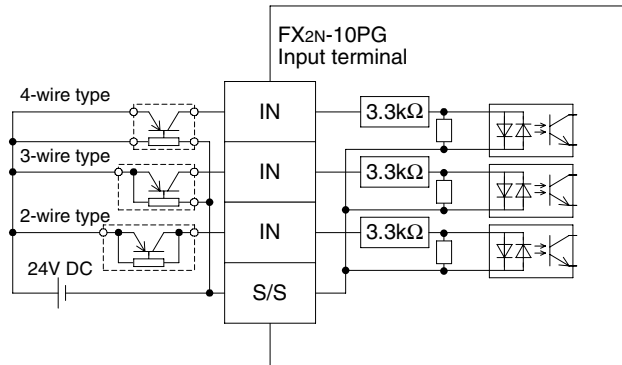 FX2N-10PG
Input terminal
4-wire type
IN
3.3kΩ
3-wire type
IN
3.3kΩ
2-wire type
IN
3.3kΩ
24V DC
S/S